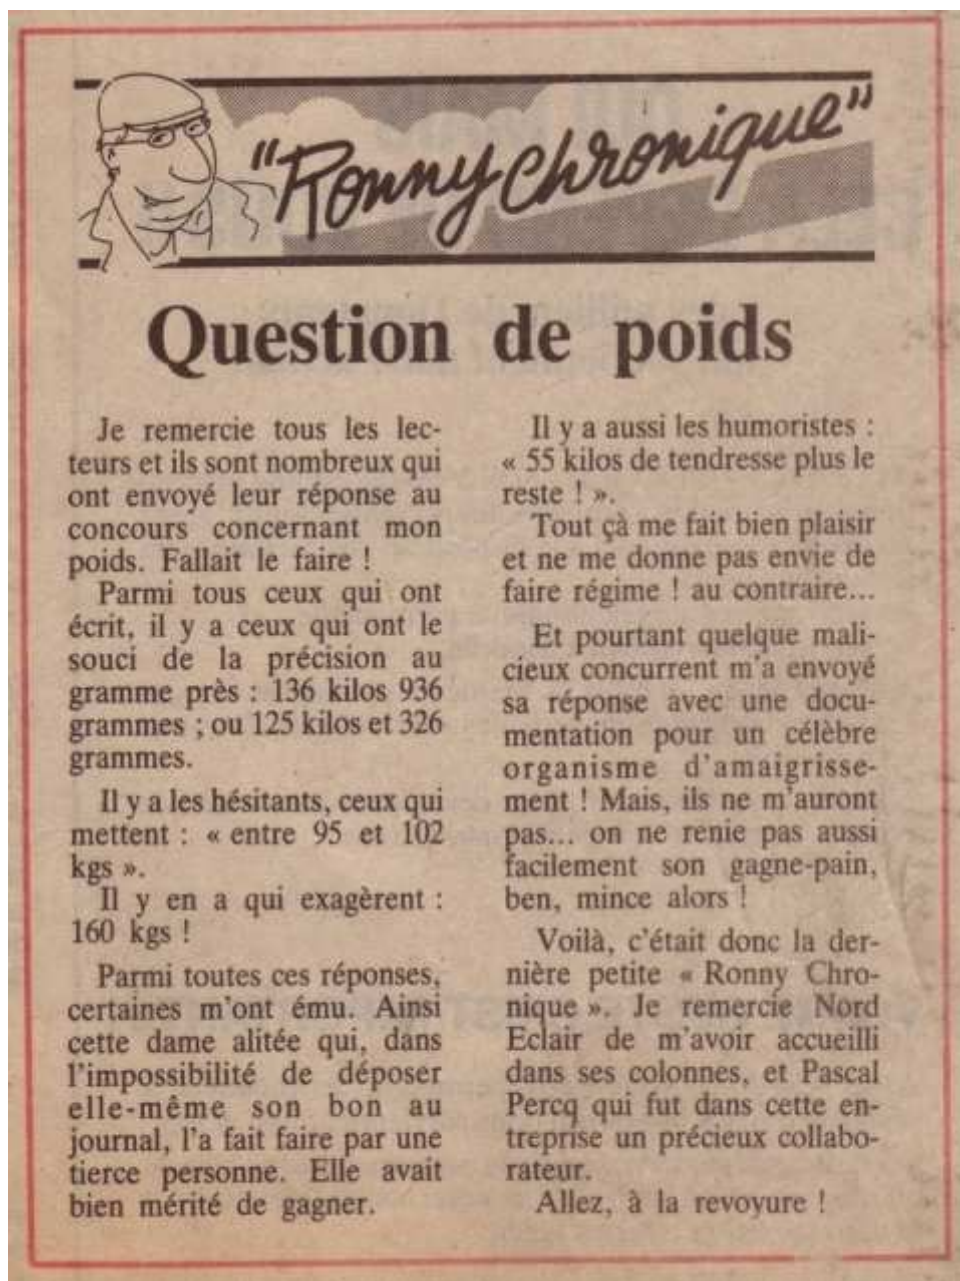 "Ronny chronique"
Question de poids
Je remercie tous les lec-
teurs et ils sont nombreux qui
ont envoyé leur réponse au
concours concernant mon
poids. Fallait le faire !
Parmi tous ceux qui ont
écrit, il y a ceux qui ont le
souci de la précision au
gramme près : 136 kilos 936
grammes ; ou 125 kilos et 326
grammes.
Il y a les hésitants, ceux qui
mettent : « entre 95 et 102
kgs ».
Il y en a qui exagèrent :
160 kgs !
Parmi toutes ces réponses,
certaines m'ont ému. Ainsi
cette dame alitée qui, dans
l'impossibilité de déposer
elle-même son bon au
journal, l'a fait faire par une
tierce personne. Elle avait
bien mérité de gagner.
Il y a aussi les humoristes :
« 55 kilos de tendresse plus le
reste ! ».
Tout çà me fait bien plaisir
et ne me donne pas envie de
faire régime ! au contraire...
Et pourtant quelque mali-
cieux concurrent m'a envoyé
sa réponse avec une docu-
mentation pour un célèbre
organisme d'amaigrisse-
ment ! Mais, ils ne m'auront
pas... on ne renie pas aussi
facilement son gagne-pain,
ben, mince alors !
Voilà, c'était donc la der-
nière petite « Ronny Chro-
nique ». Je remercie Nord
Eclair de m'avoir accueilli
dans ses colonnes, et Pascal
Percq qui fut dans cette en-
treprise un précieux collabo-
rateur.
Allez, à la revoyure !